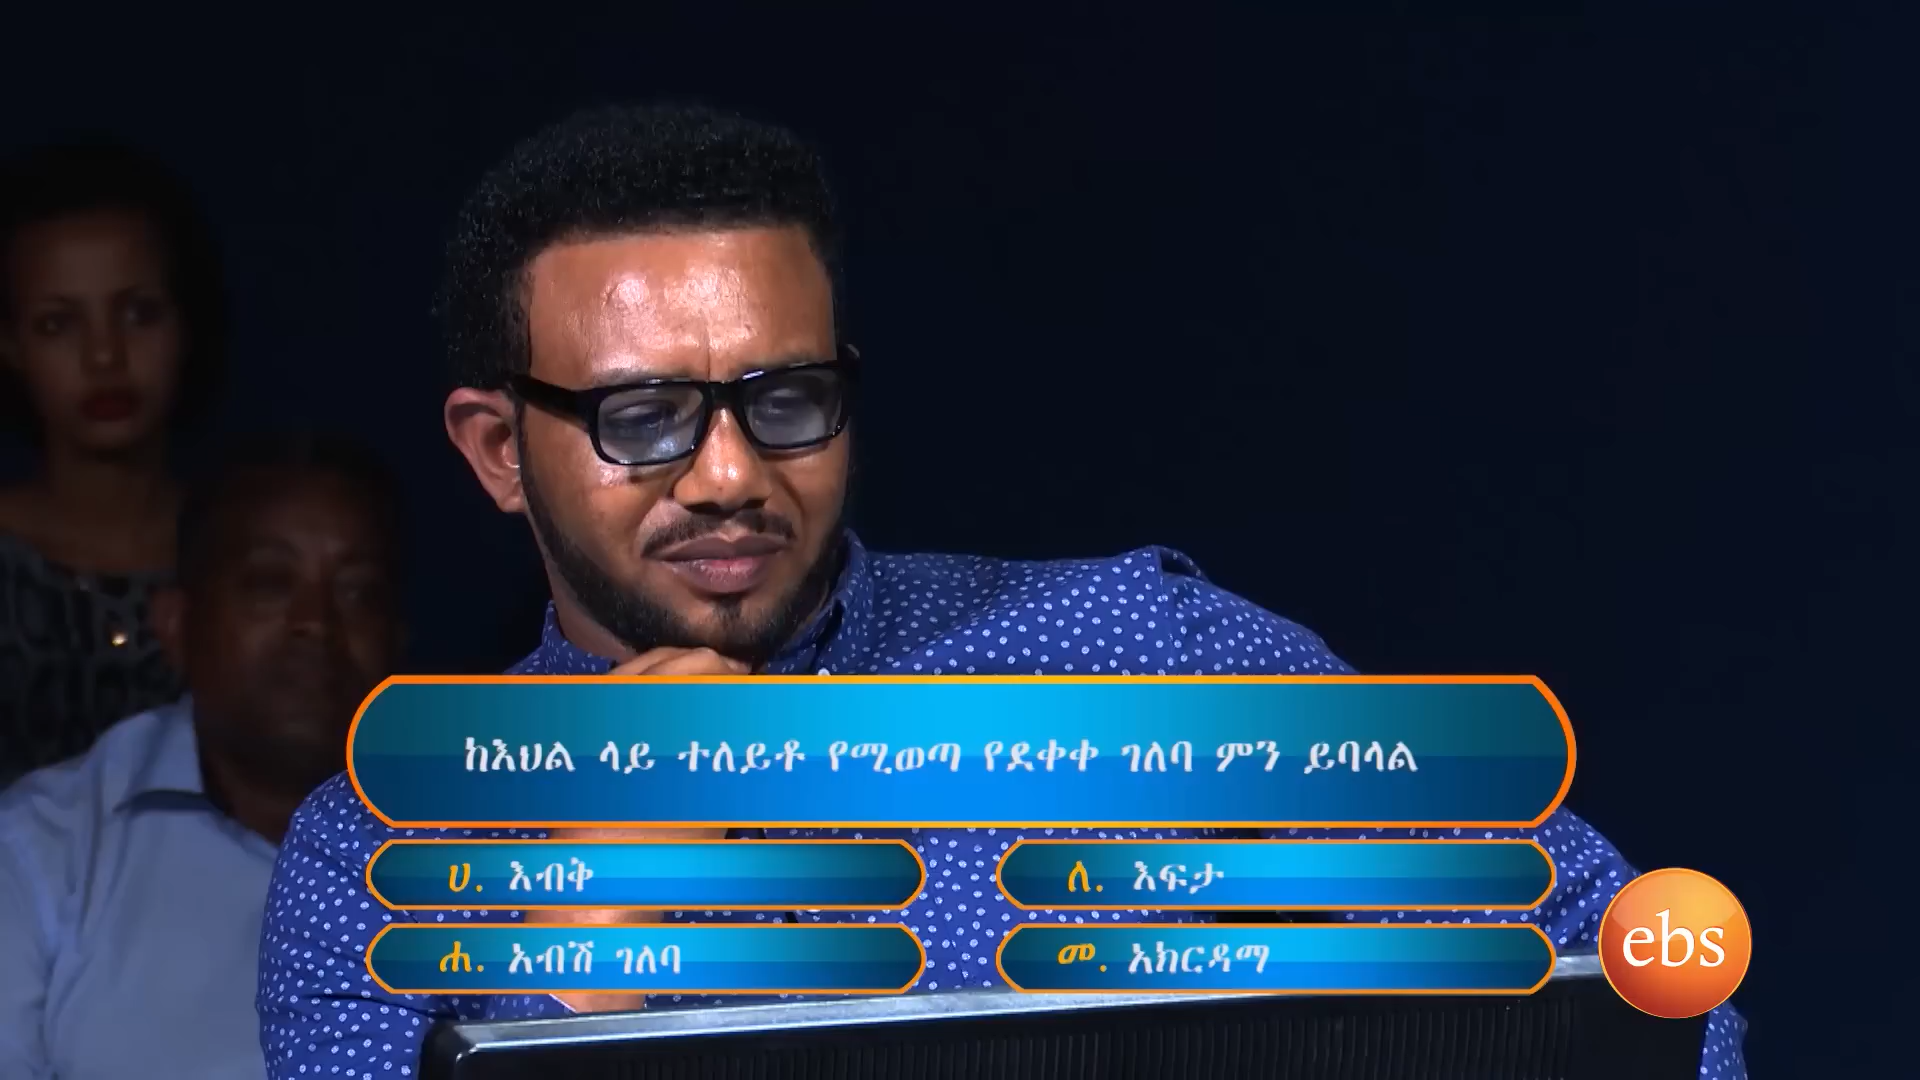 ከእህል ላይ ተለይቶ የሚወጣ የደቀቀ ገለባ ምን ይባላል
ሀ. እብቅ
ለ. እፍታ
ሐ. አብሽ ገለባ
መ. አክርዳማ
ebs